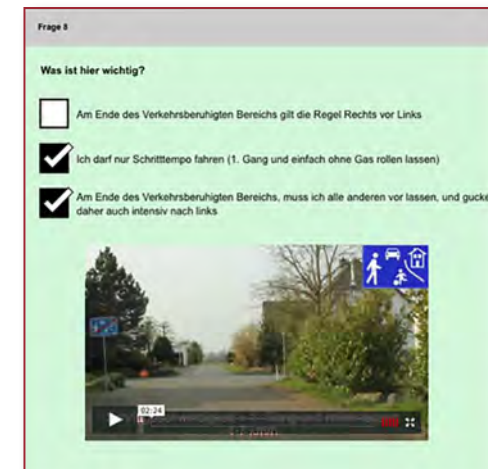 Frage 8
Was ist hier wichtig?
Am Ende des Verkehrsberuhigten Bereichs gilt die Regel Rechts vor Links
Ich darf nur Schritttempo fahren (1. Gang und einfach ohne Gas rollen lassen)
Am Ende des Verkehrsberuhigten Bereichs, muss ich alle anderen vor lassen, und gucke
daher auch intensiv nach links
02:24